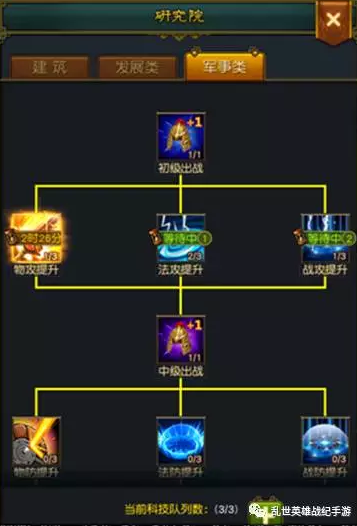 研究院
建 筑 发展类 军事类
+1
1/1
初级出战
2时26分 等待中① 等待中②
1/3 2/3 1/3
物攻提升 法攻提升 战攻提升
+1
1/1
中级出战
0/3 0/3 0/3
物防提升 法防提升 战防提升
当前科技队列数: (3/3)
乱世英雄战纪手游